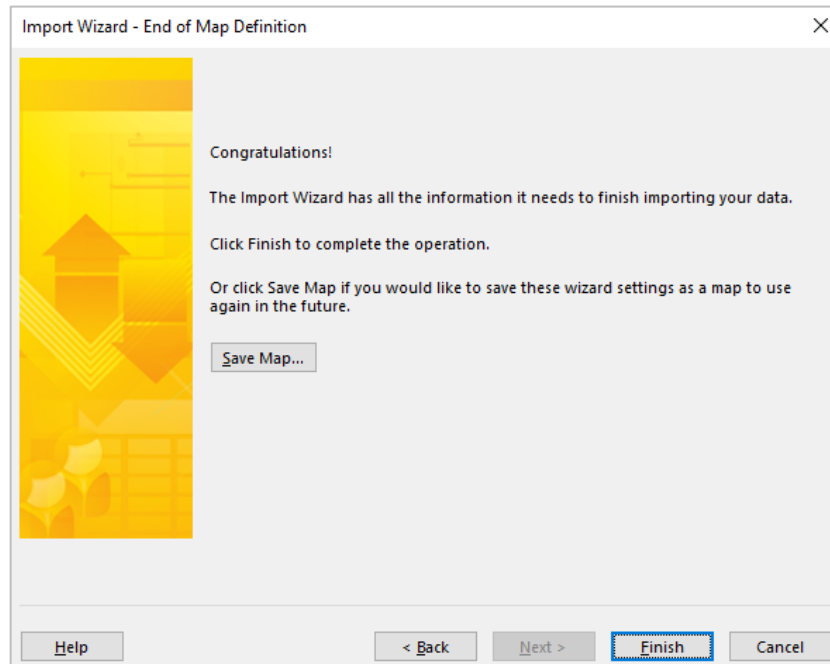 Import Wizard - End of Map Definition
Congratulations!
The Import Wizard has all the information it needs to finish importing your data.
Click Finish to complete the operation.
Or click Save Map if you would like to save these wizard settings as a map to use
again in the future.
Save Map...
Help
< Back
Next >
Finish
Cancel